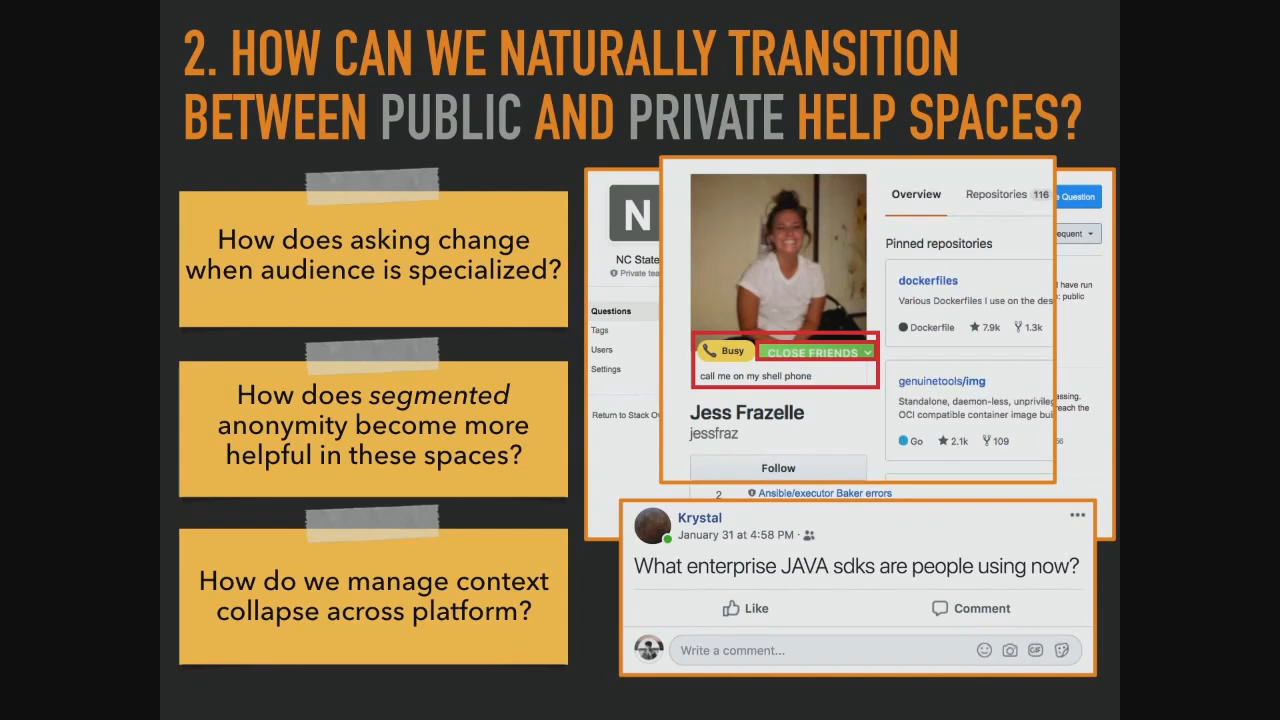 2. HOW CAN WE NATURALLY TRANSITION
BETWEEN PUBLIC AND PRIVATE HELP SPACES?
How does asking change
when audience is specialized?
How does segmented
anonymity become more
helpful in these spaces?
How do we manage context
collapse across platform?
N
NC State
Private tea
Questions
Tags
Users
Settings
Return to Stack O
Overview
Repositories 116
Pinned repositories
dockerfiles
Various Dockerfiles I use on the des
Dockerfile 7.9k 1.3k
genuinetools/img
Standalone, daemon-less, unprivileg
OCI compatible container image bui
Go 2.1k 109
Busy
CLOSE FRIENDS
call me on my shell phone
Jess Frazelle
jessfraz
Follow
e Question
equent
I have run
: public
assing.
reach the
56
2 Ansible/executor Baker errors
Krystal
January 31 at 4:58 PM ·
What enterprise JAVA sdks are people using now?
Like
Comment
Write a comment...
GIF